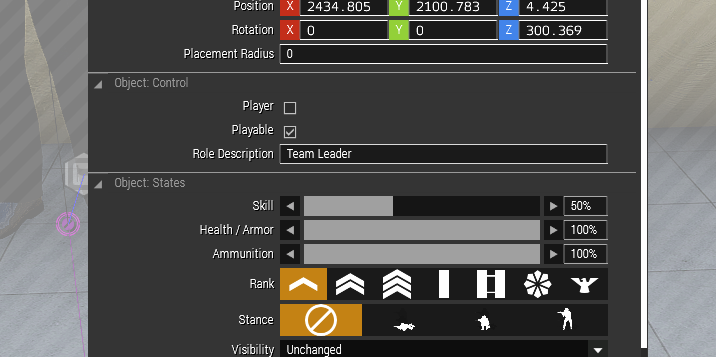 Position X 2434.805 Y 2100.783 Z 4.425
Rotation X 0 Y 0 Z 300.369
Placement Radius 0
Object: Control
Player
Playable
Role Description Team Leader
Object: States
Skill 50%
Health / Armor 100%
Ammunition 100%
Rank
Stance
Visibility Unchanged